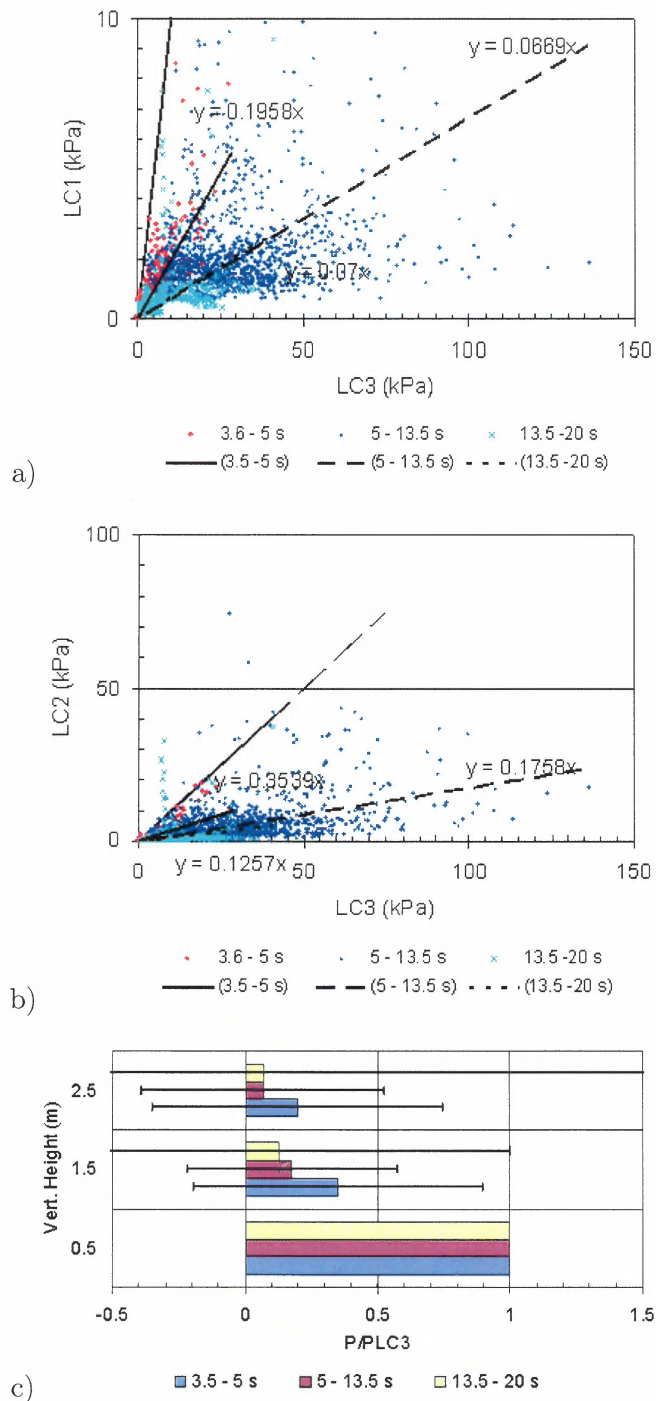 10
y = 0.0669x
y = 0.1958x
LC1 (kPa)
y = 0.07x
0
0 50 100 150
LC3 (kPa)
3.6 - 5 s 5 - 13.5 s 13.5 - 20 s
(3.5 -5 s) (5 - 13.5 s) (13.5 -20 s)
a)
100
LC2 (kPa)
50
y = 0.3539x
y = 0.1758x
0
0 50 100 150
y = 0.1257x
LC3 (kPa)
3.6 - 5 s 5 - 13.5 s 13.5 - 20 s
(3.5 -5 s) (5 - 13.5 s) (13.5 -20 s)
b)
Vert. Height (m)
2.5
1.5
0.5
-0.5 0 0.5 1 1.5
P/PLC3
3.5 - 5 s 5 - 13.5 s 13.5 - 20 s
c)